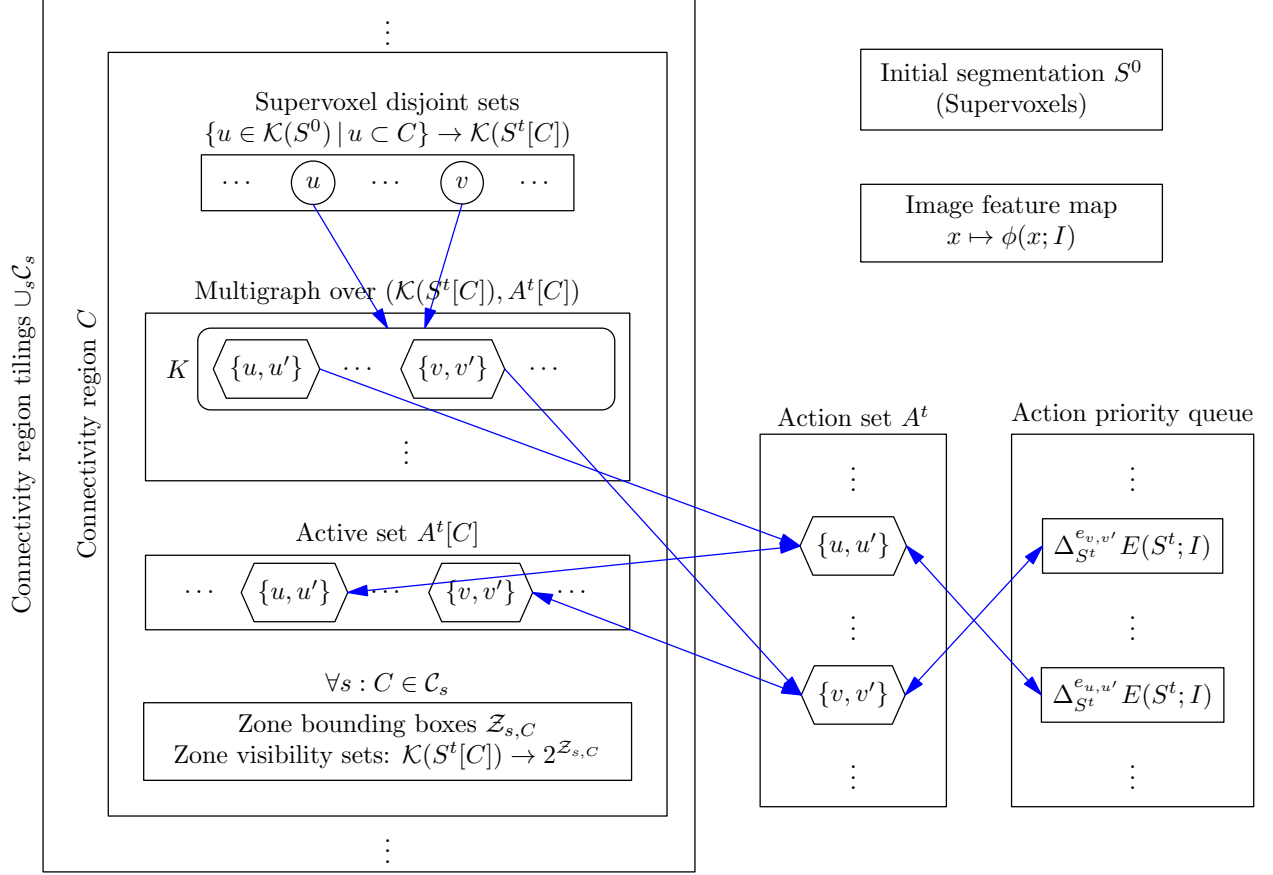 Connectivity region tilings ∪_s 𝒞_s
Connectivity region C
⋮
Supervoxel disjoint sets
{u ∈ 𝒦(S^0) | u ⊂ C} → 𝒦(S^t[C])
⋯ u ⋯ v ⋯
Multigraph over (𝒦(S^t[C]), A^t[C])
K {u, u′} ⋯ {v, v′} ⋯
⋮
Active set A^t[C]
⋯ {u, u′} ⋯ {v, v′} ⋯
∀s : C ∈ 𝒞_s
Zone bounding boxes 𝒵_{s,C}
Zone visibility sets: 𝒦(S^t[C]) → 2^{𝒵_{s,C}}
⋮
Initial segmentation S^0
(Supervoxels)
Image feature map
x ↦ ϕ(x; I)
Action set A^t
⋮
{u, u′}
⋮
{v, v′}
⋮
Action priority queue
⋮
Δ_{S^t}^{e_{v,v′}} E(S^t; I)
⋮
Δ_{S^t}^{e_{u,u′}} E(S^t; I)
⋮